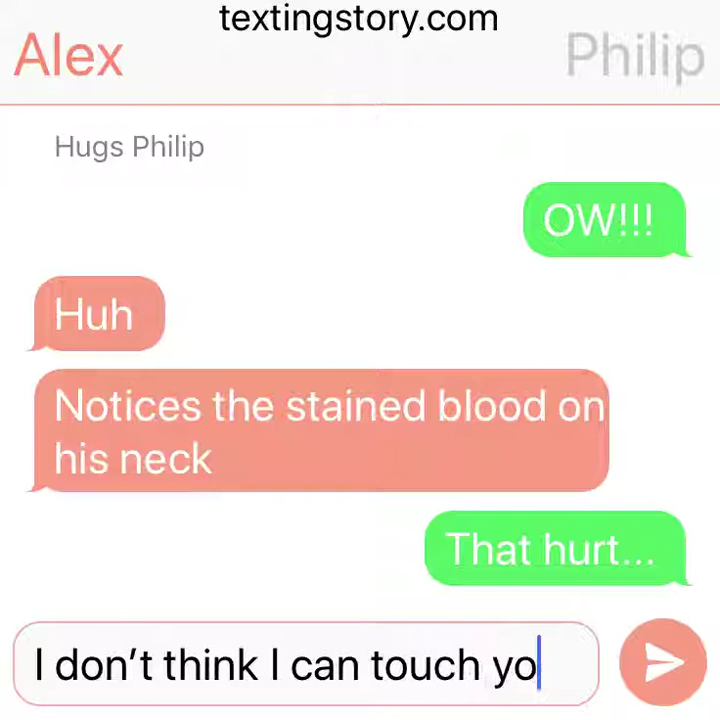 textingstory.com
Alex
Philip
Hugs Philip
OW!!!
Huh
Notices the stained blood on
his neck
That hurt...
I don’t think I can touch yo